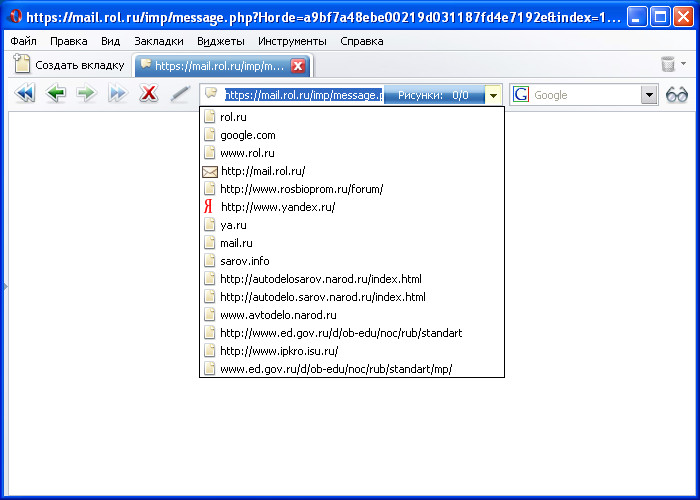 https://mail.rol.ru/imp/message.php?Horde=a9bf7a48ebe00219d031187fd4e7192e&index=1...
Файл Правка Вид Закладки Виджеты Инструменты Справка
Создать вкладку https://mail.rol.ru/imp/m...
https://mail.rol.ru/imp/message.p Рисунки: 0/0 Google
rol.ru
google.com
www.rol.ru
http://mail.rol.ru/
http://www.rosbioprom.ru/forum/
Я http://www.yandex.ru/
ya.ru
mail.ru
sarov.info
http://autodelosarov.narod.ru/index.html
http://autodelo.sarov.narod.ru/index.html
www.avtodelo.narod.ru
http://www.ed.gov.ru/d/ob-edu/noc/rub/standart
http://www.ipkro.isu.ru/
www.ed.gov.ru/d/ob-edu/noc/rub/standart/mp/